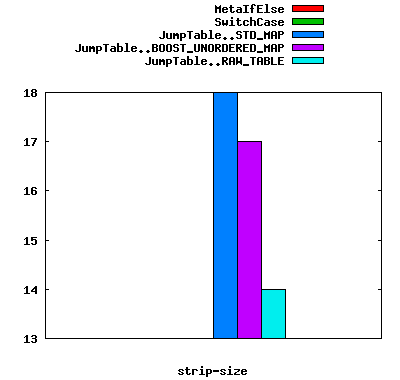 MetaIfElse
SwitchCase
JumpTable..STD_MAP
JumpTable..BOOST_UNORDERED_MAP
JumpTable..RAW_TABLE
18
17
16
15
14
13
strip-size